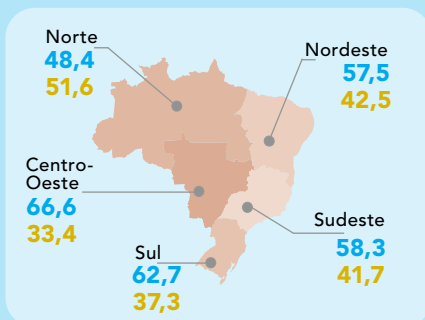 Norte
48,4
51,6
Nordeste
57,5
42,5
Centro-
Oeste
66,6
33,4
Sudeste
58,3
41,7
Sul
62,7
37,3